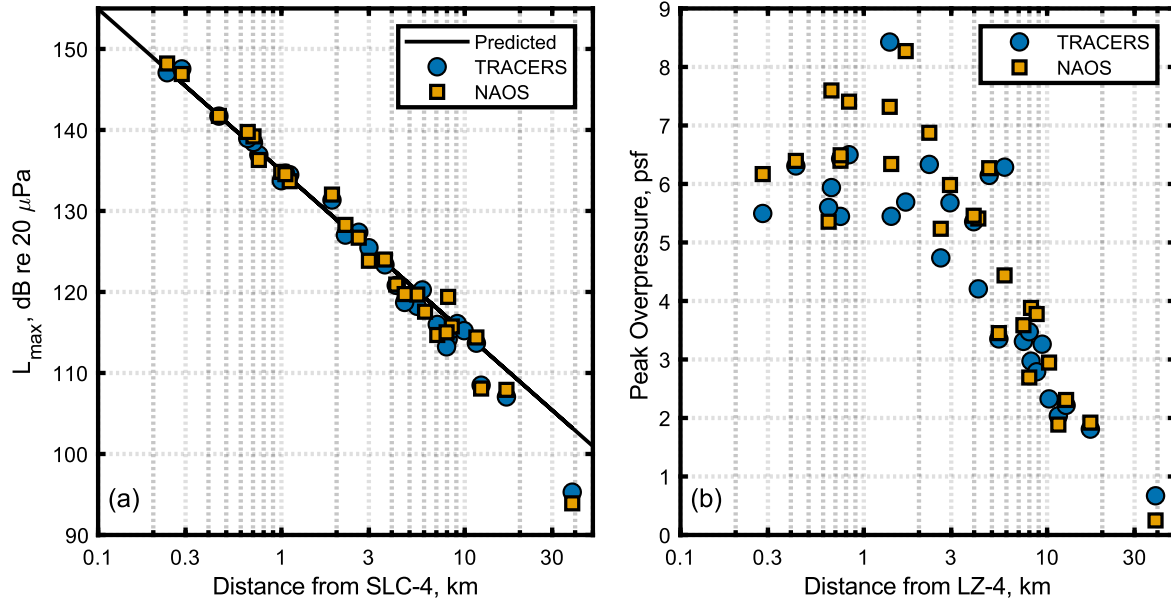 155
150
140
130
120
110
100
90
L_max, dB re 20 μPa
Predicted
TRACERS
NAOS
(a)
0.1 0.3 1 3 10 30
Distance from SLC-4, km
9
8
7
6
5
4
3
2
1
0
Peak Overpressure, psf
TRACERS
NAOS
(b)
0.1 0.3 1 3 10 30
Distance from LZ-4, km